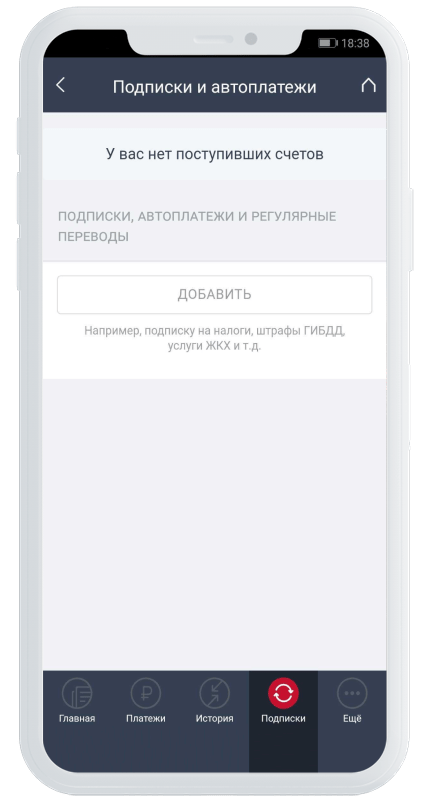 18:38
Подписки и автоплатежи
У вас нет поступивших счетов
ПОДПИСКИ, АВТОПЛАТЕЖИ И РЕГУЛЯРНЫЕ
ПЕРЕВОДЫ
ДОБАВИТЬ
Например, подписку на налоги, штрафы ГИБДД,
услуги ЖКХ и т.д.
Главная Платежи История Подписки Ещё